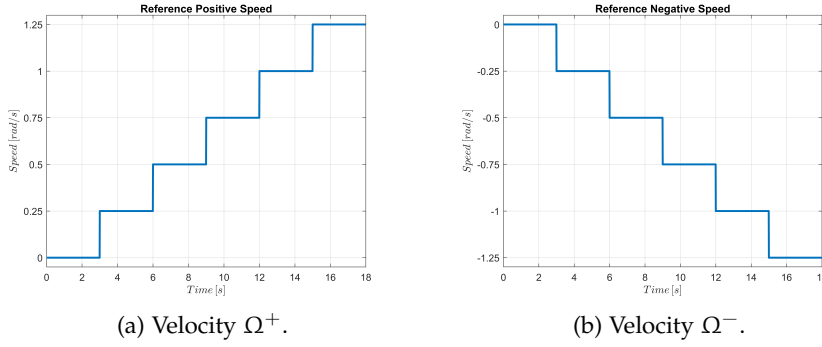 Reference Positive Speed
Speed [rad/s]
1.25
1
0.75
0.5
0.25
0
0 2 4 6 8 10 12 14 16 18
Time [s]
(a) Velocity Ω⁺.
Reference Negative Speed
Speed [rad/s]
0
-0.25
-0.5
-0.75
-1
-1.25
0 2 4 6 8 10 12 14 16 18
Time [s]
(b) Velocity Ω⁻.